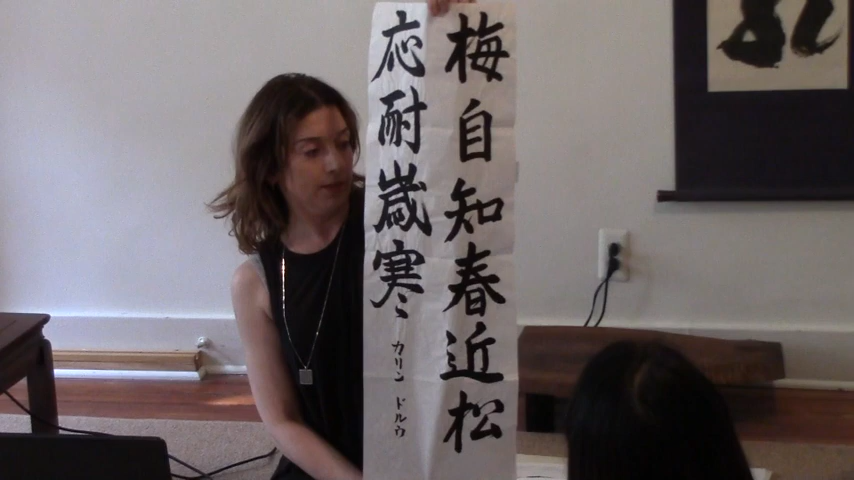 梅自知春近松
応耐歳寒
カリン ドルウ